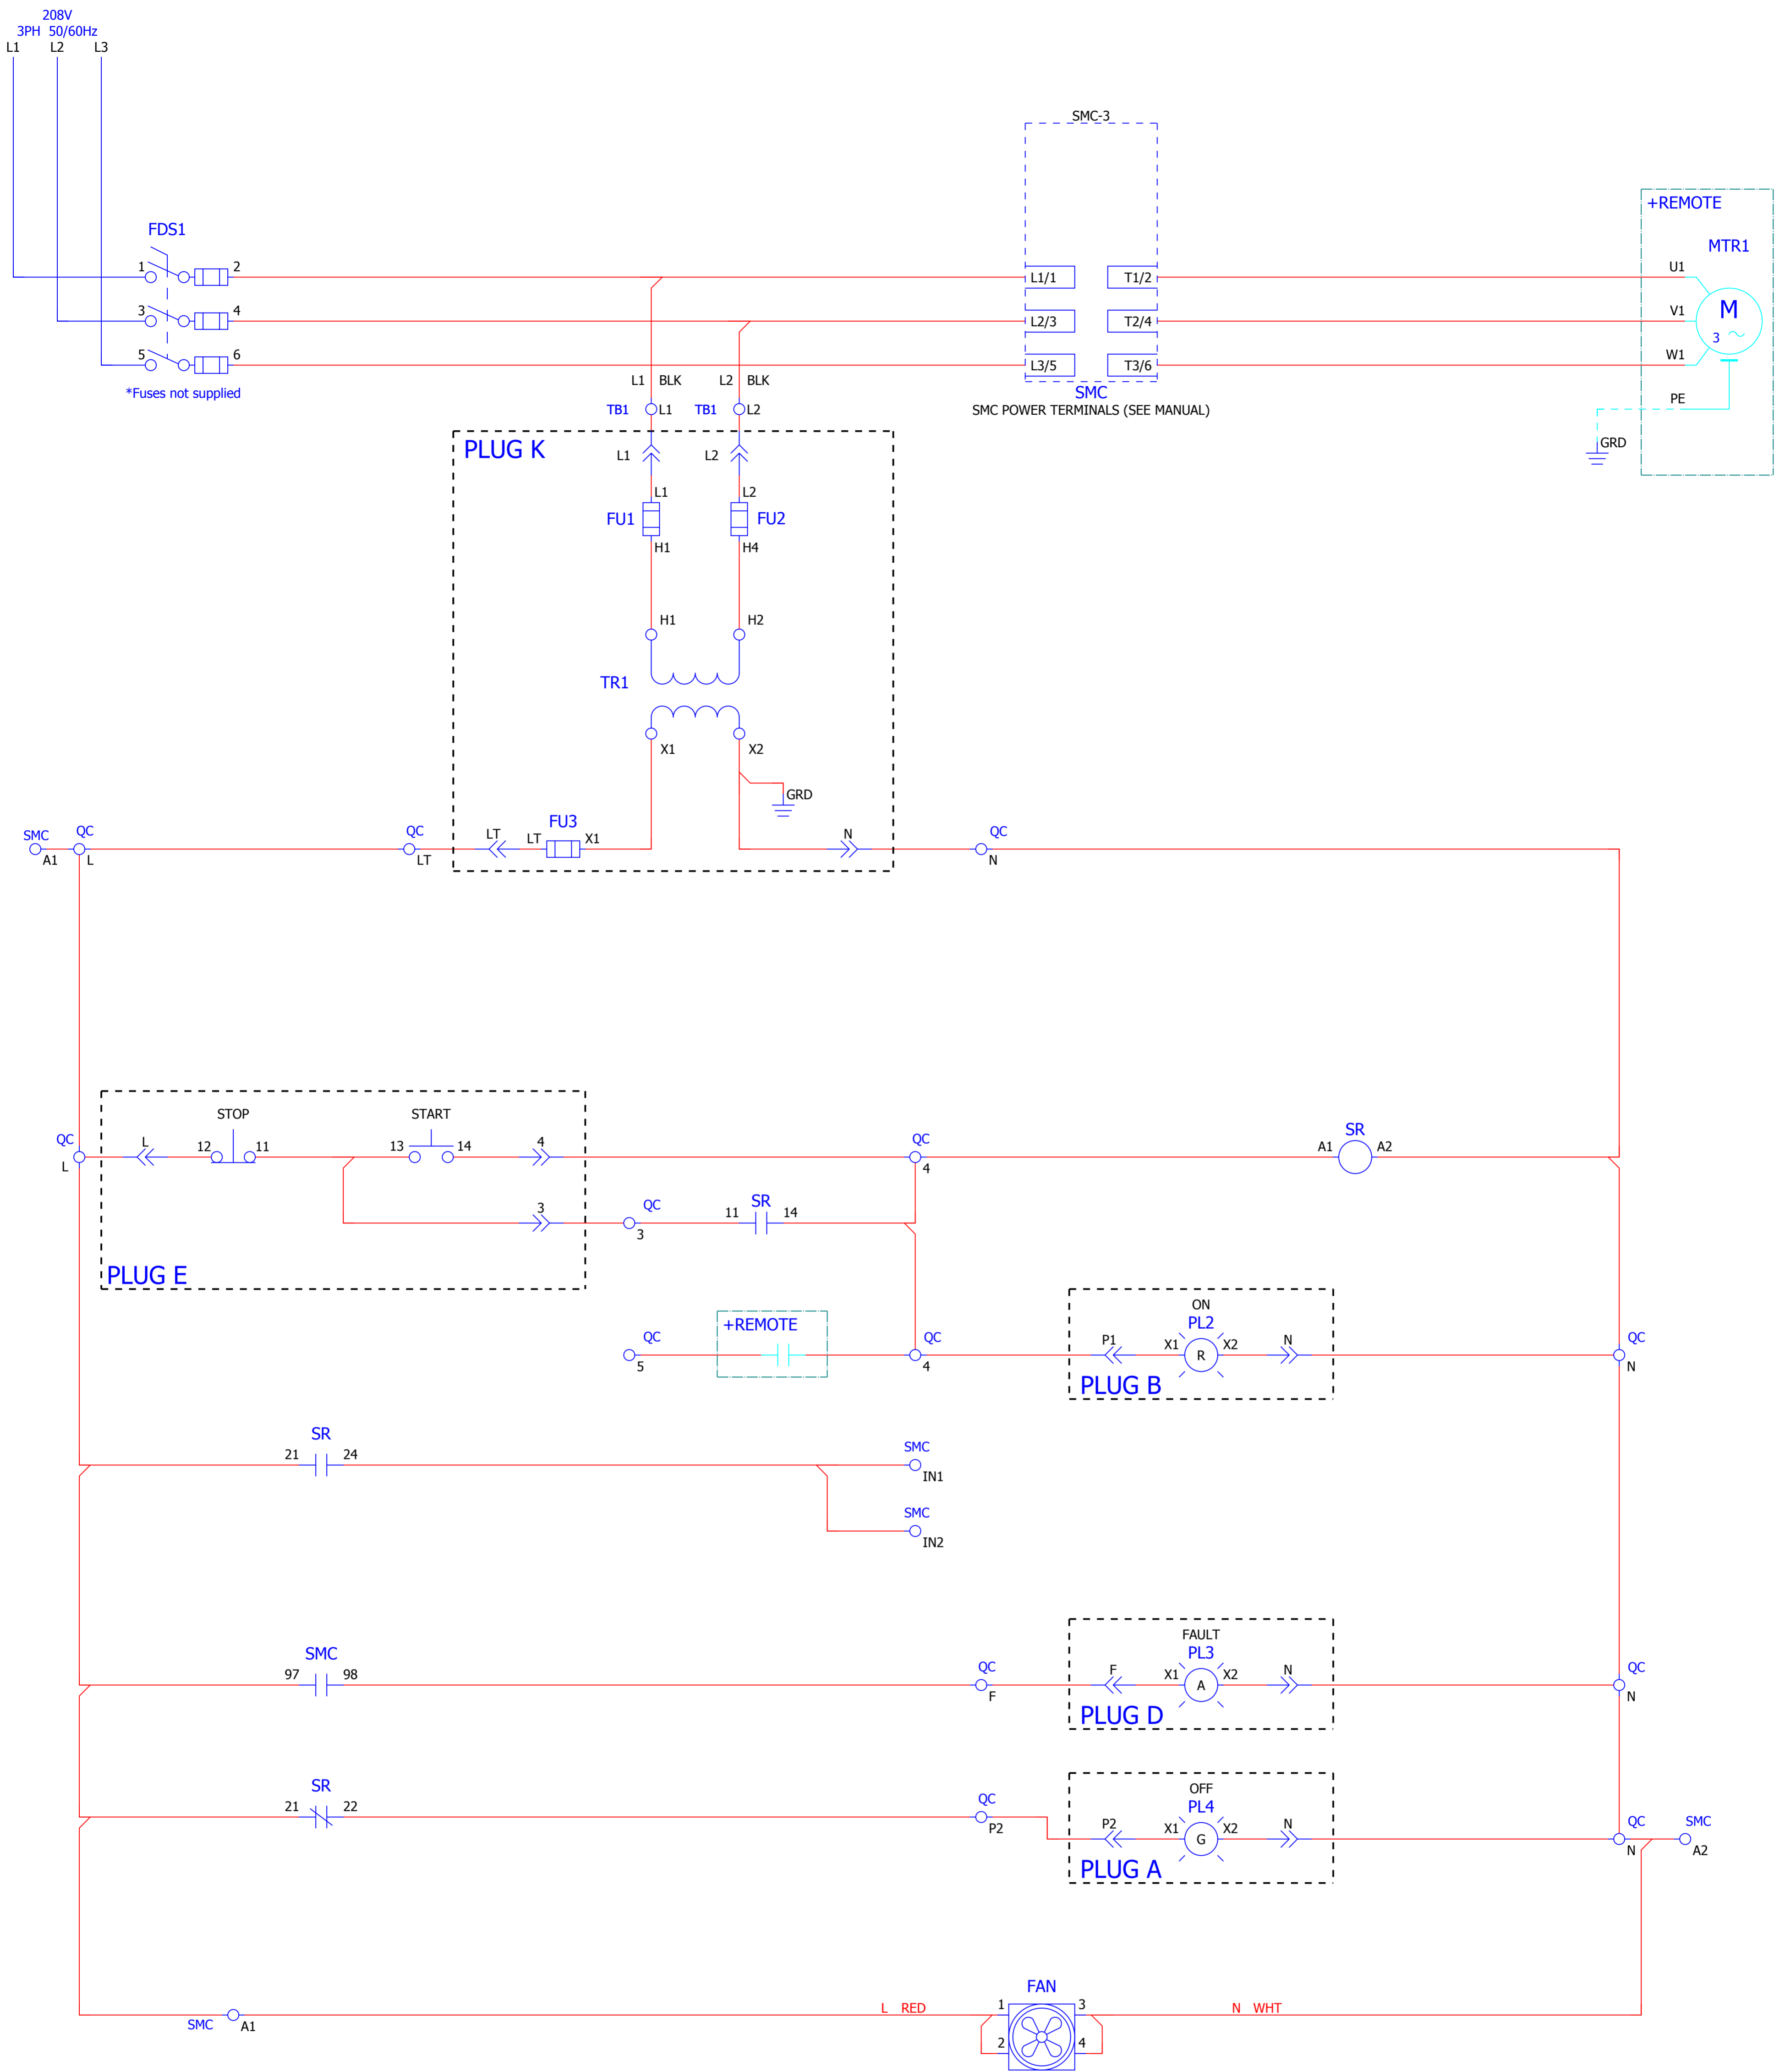 208V
3PH 50/60Hz
L1 L2 L3
SMC-3
+REMOTE
FDS1
MTR1
1 2 L1/1 T1/2 U1
3 4 L2/3 T2/4 V1 M
3
5 6 L3/5 T3/6 W1
*Fuses not supplied
L1 BLK L2 BLK
SMC
PE
TB1 L1 TB1 L2
SMC POWER TERMINALS (SEE MANUAL)
PLUG K
GRD
L1 L2
L1 L2
FU1 FU2
H1 H4
H1 H2
TR1
X1 X2
GRD
SMC QC QC LT LT FU3 X1 N QC
A1 L LT N
STOP START
QC L 12 11 13 14 4 QC A1 SR A2
L 4
3 QC 11 SR 14
3
PLUG E
ON
+REMOTE
PL2
QC QC P1 X1 R X2 N QC
5 4 N
PLUG B
SR
21 24
SMC
IN1
SMC
IN2
FAULT
SMC
PL3
97 98 QC F X1 A X2 N QC
F N
PLUG D
OFF
SR
PL4
21 22 QC
P2
P2 X1 G X2 N QC SMC
N A2
PLUG A
FAN
L RED 1 3 N WHT
SMC A1
2 4